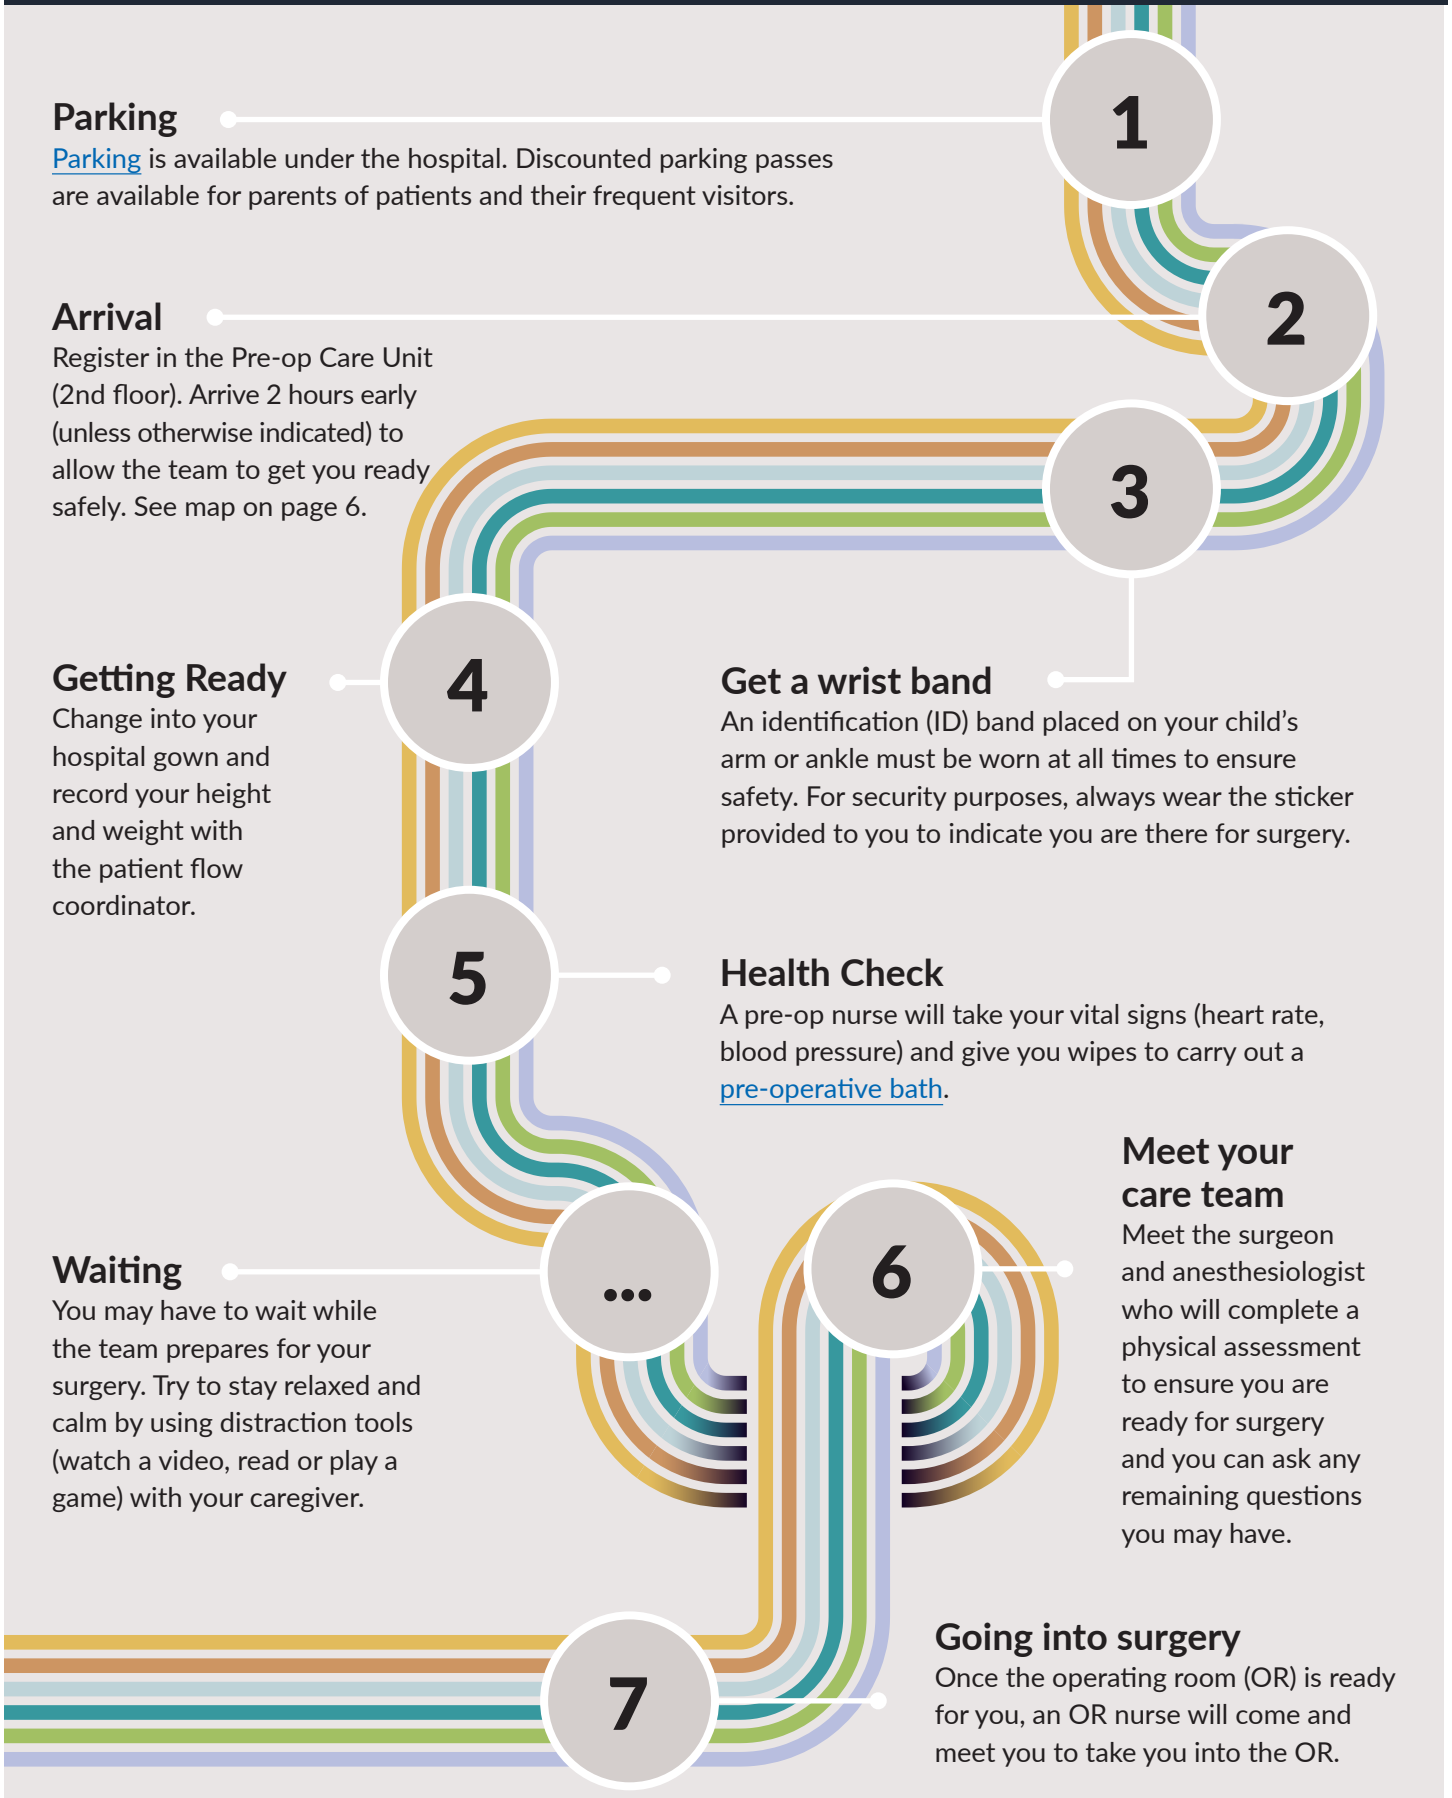 1
Parking
Parking is available under the hospital. Discounted parking passes
are available for parents of patients and their frequent visitors.
2
Arrival
Register in the Pre-op Care Unit
(2nd floor). Arrive 2 hours early
(unless otherwise indicated) to
allow the team to get you ready
safely. See map on page 6.
3
Get a wrist band
An identification (ID) band placed on your child's
arm or ankle must be worn at all times to ensure
safety. For security purposes, always wear the sticker
provided to you to indicate you are there for surgery.
4
Getting Ready
Change into your
hospital gown and
record your height
and weight with
the patient flow
coordinator.
5
Health Check
A pre-op nurse will take your vital signs (heart rate,
blood pressure) and give you wipes to carry out a
pre-operative bath.
...
Waiting
You may have to wait while
the team prepares for your
surgery. Try to stay relaxed and
calm by using distraction tools
(watch a video, read or play a
game) with your caregiver.
6
Meet your
care team
Meet the surgeon
and anesthesiologist
who will complete a
physical assessment
to ensure you are
ready for surgery
and you can ask any
remaining questions
you may have.
7
Going into surgery
Once the operating room (OR) is ready
for you, an OR nurse will come and
meet you to take you into the OR.